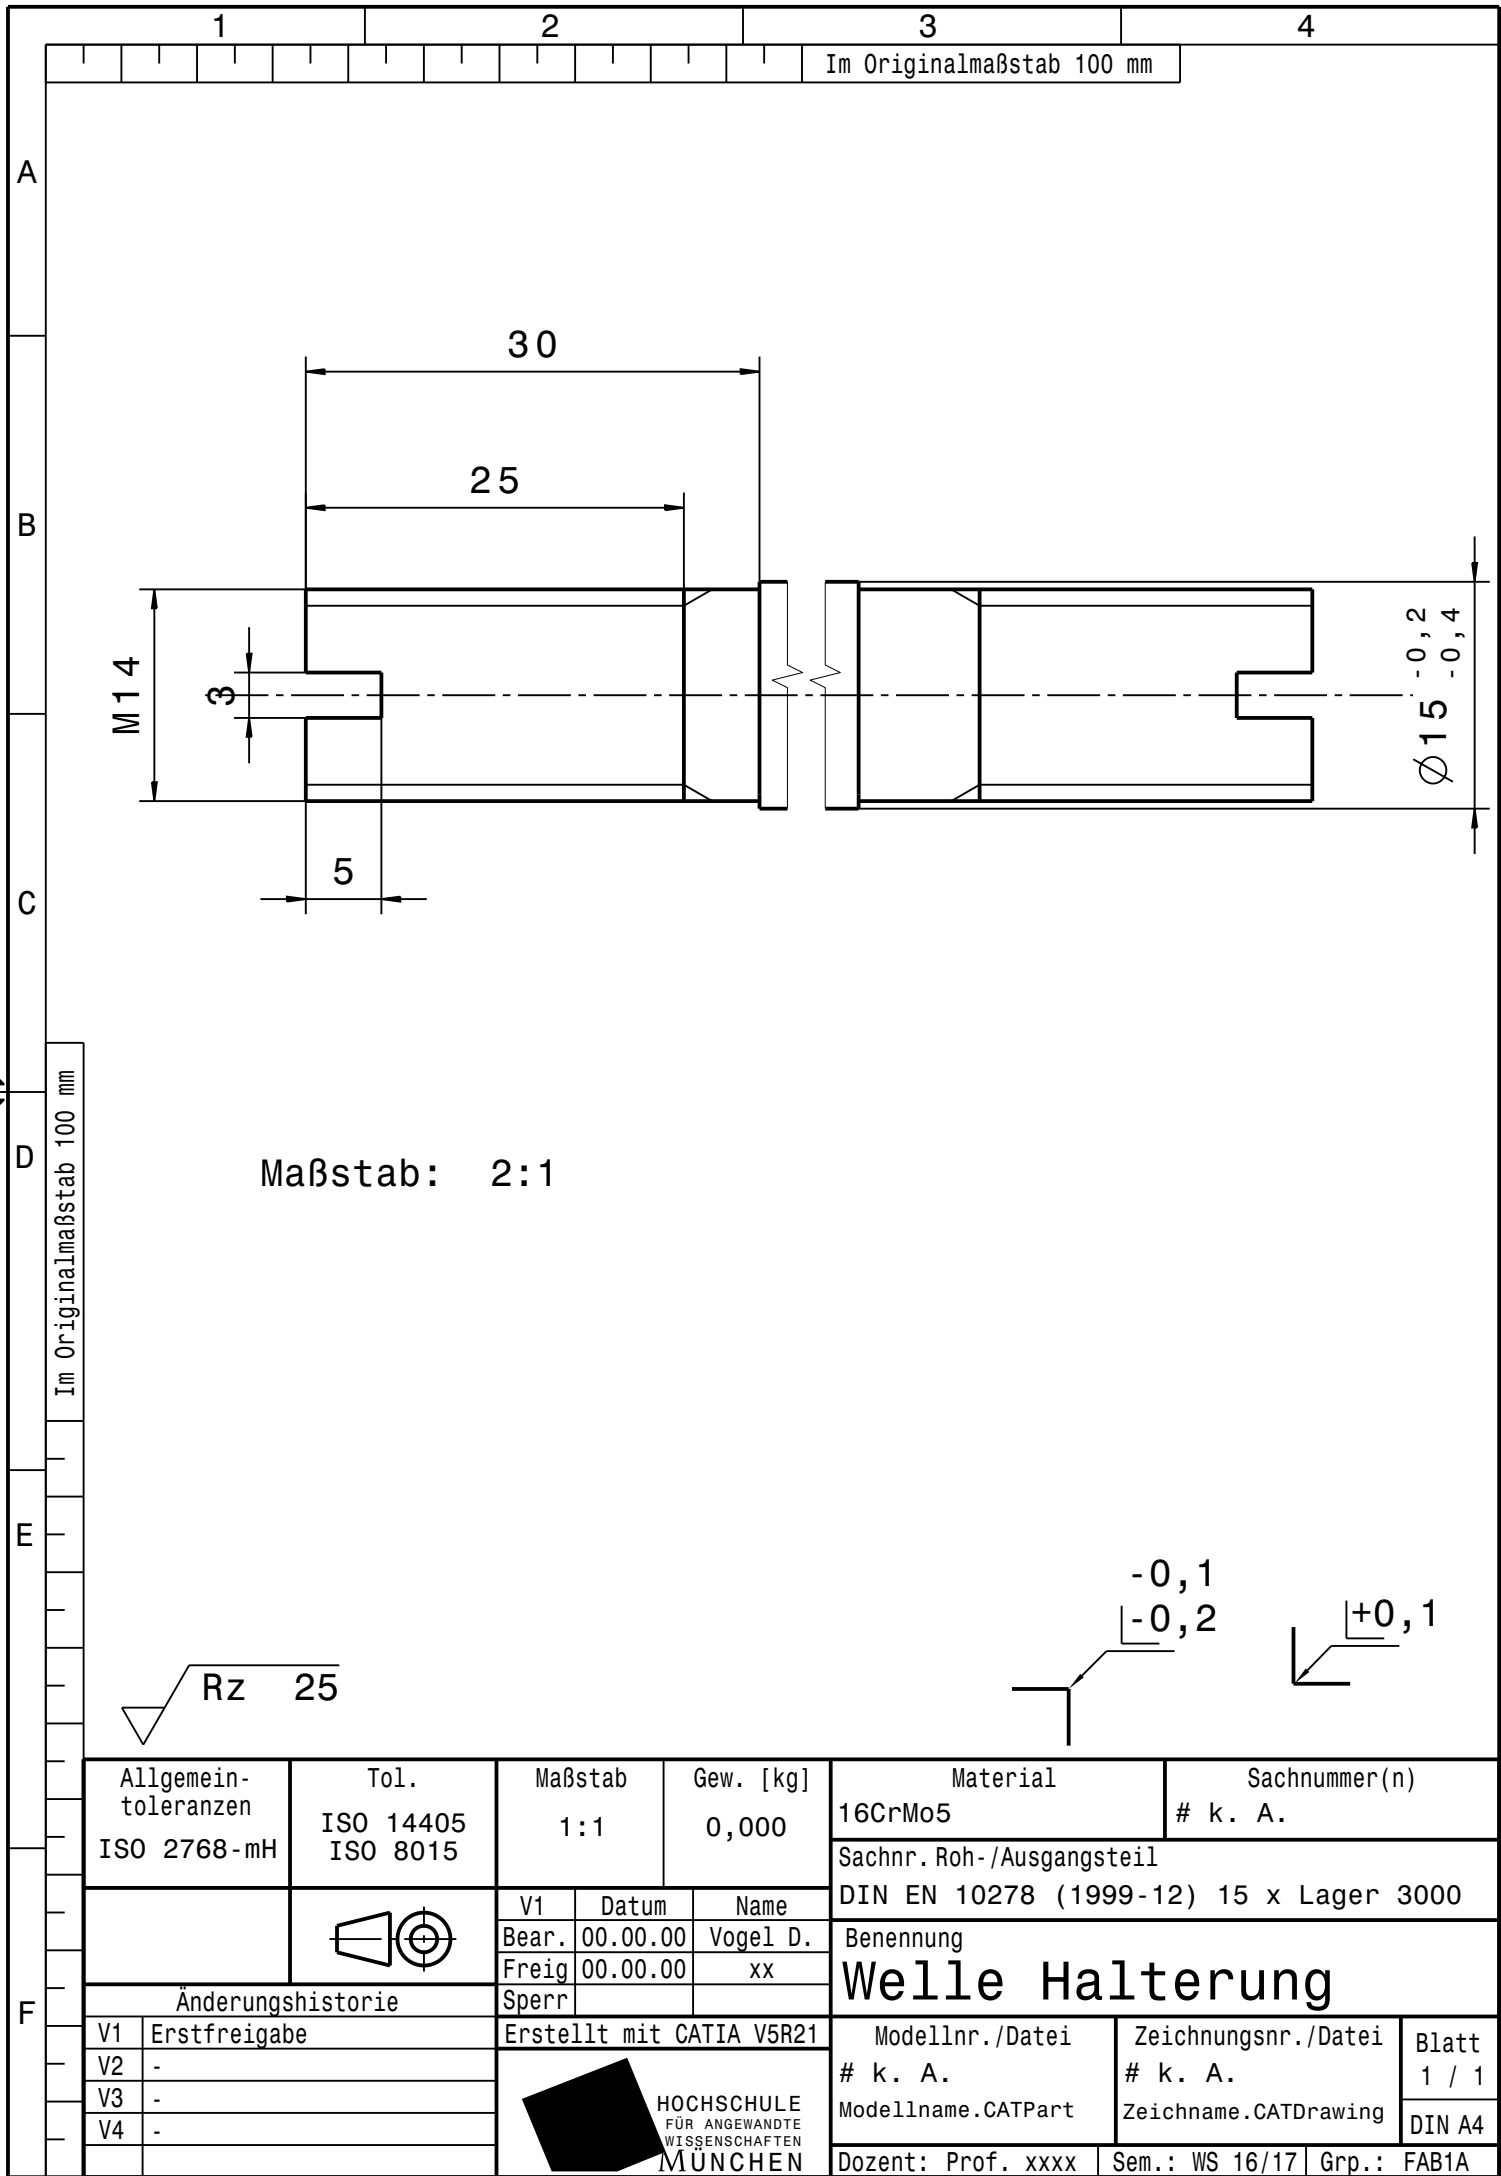 1 2 3 4
Im Originalmaßstab 100 mm
A
B
C
D
E
F
Im Originalmaßstab 100 mm
30
25
M14
3
5
Ø15 -0,2
-0,4
Maßstab: 2:1
-0,1
-0,2
+0,1
Rz 25
Allgemein-
toleranzen
ISO 2768-mH
Tol.
ISO 14405
ISO 8015
Maßstab
1:1
Gew. [kg]
0,000
Material
16CrMo5
Sachnummer(n)
# k. A.
Sachnr. Roh-/Ausgangsteil
DIN EN 10278 (1999-12) 15 x Lager 3000
V1 Datum Name
Bear. 00.00.00 Vogel D.
Freig 00.00.00 xx
Sperr
Benennung
Welle Halterung
Änderungshistorie
V1 Erstfreigabe
V2 -
V3 -
V4 -
Erstellt mit CATIA V5R21
HOCHSCHULE
FÜR ANGEWANDTE
WISSENSCHAFTEN
MÜNCHEN
Modellnr./Datei
# k. A.
Modellname.CATPart
Zeichnungsnr./Datei
# k. A.
Zeichname.CATDrawing
Blatt
1 / 1
DIN A4
Dozent: Prof. xxxx Sem.: WS 16/17 Grp.: FAB1A